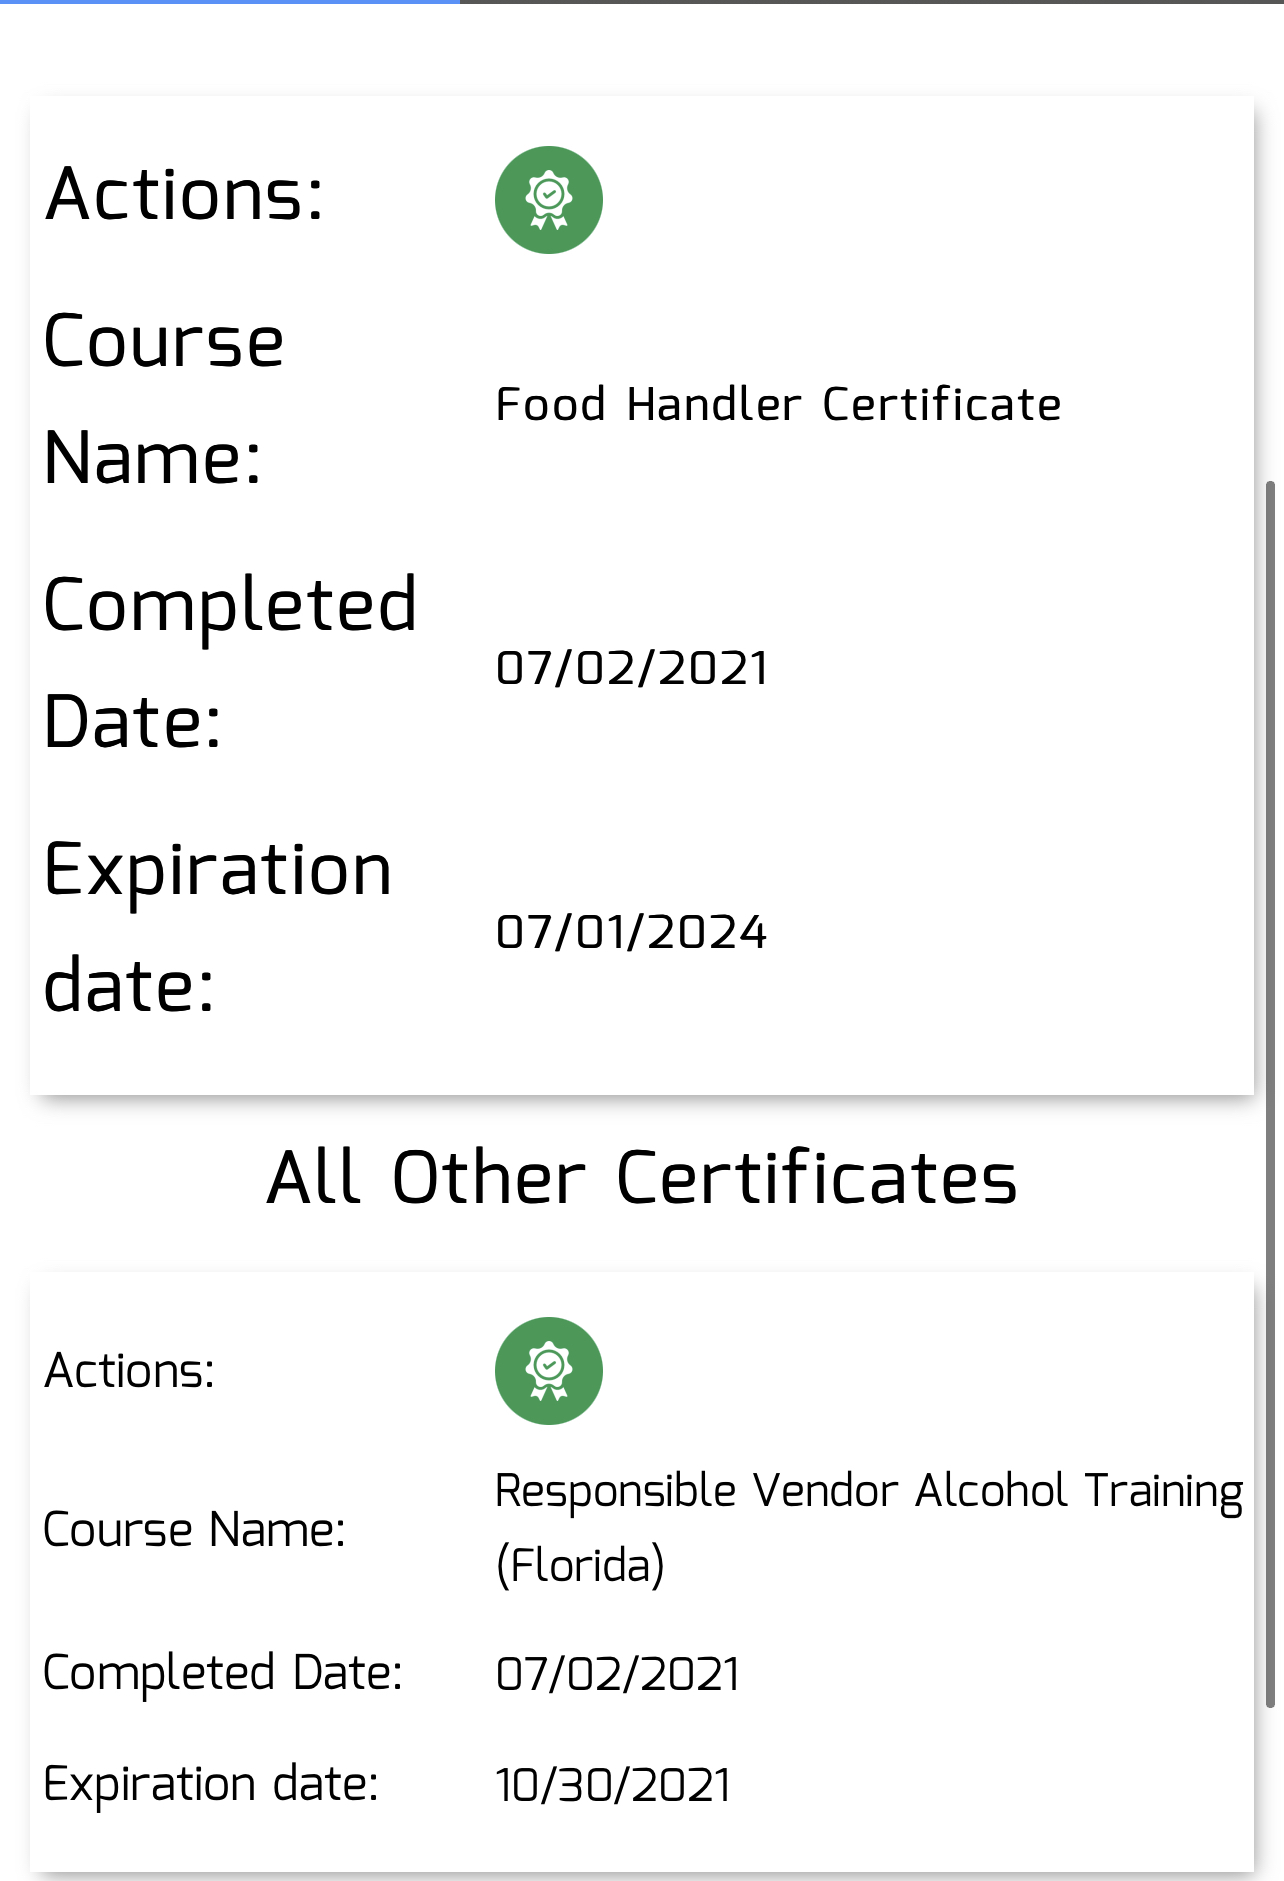 Actions:
Course
Name:
Food Handler Certificate
Completed
Date:
07/02/2021
Expiration
date:
07/01/2024
All Other Certificates
Actions:
Course Name:
Responsible Vendor Alcohol Training
(Florida)
Completed Date:
07/02/2021
Expiration date:
10/30/2021